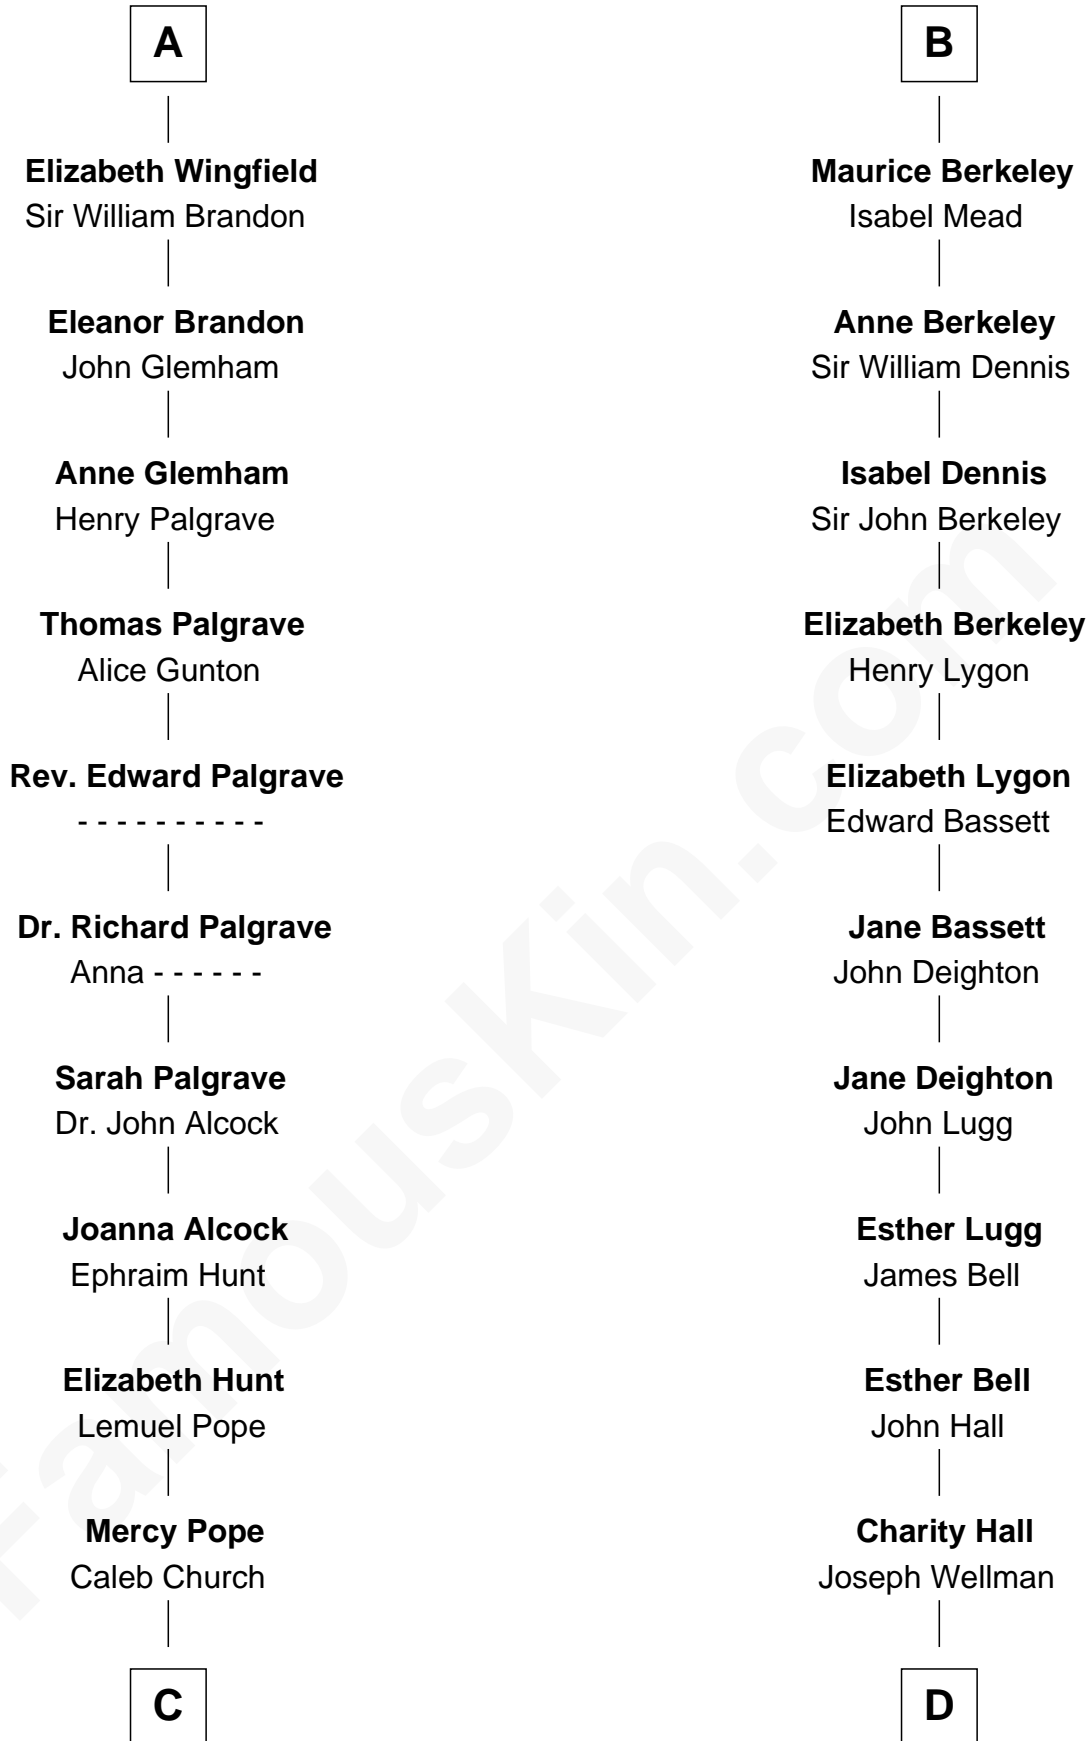 A
Elizabeth Wingfield
Sir William Brandon
Eleanor Brandon
John Glemham
Anne Glemham
Henry Palgrave
Thomas Palgrave
Alice Gunton
Rev. Edward Palgrave
- - - - - - - - - -
Dr. Richard Palgrave
Anna - - - - - -
Sarah Palgrave
Dr. John Alcock
Joanna Alcock
Ephraim Hunt
Elizabeth Hunt
Lemuel Pope
Mercy Pope
Caleb Church
C
B
Maurice Berkeley
Isabel Mead
Anne Berkeley
Sir William Dennis
Isabel Dennis
Sir John Berkeley
Elizabeth Berkeley
Henry Lygon
Elizabeth Lygon
Edward Bassett
Jane Bassett
John Deighton
Jane Deighton
John Lugg
Esther Lugg
James Bell
Esther Bell
John Hall
Charity Hall
Joseph Wellman
D
FamousKin.com